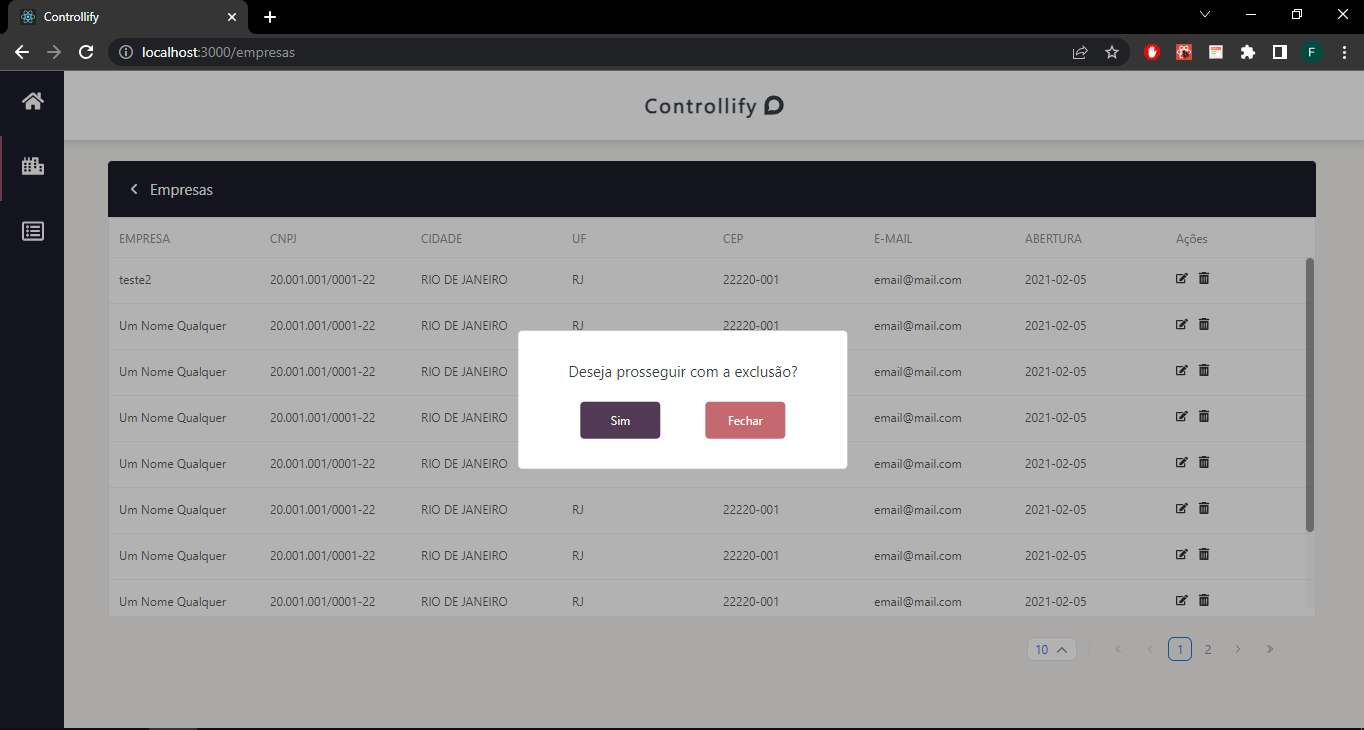 Controllify
localhost:3000/empresas
F
Controllify
Empresas
EMPRESA CNPJ CIDADE UF CEP E-MAIL ABERTURA Ações
teste2 20.001.001/0001-22 RIO DE JANEIRO RJ 22220-001 email@mail.com 2021-02-05
Um Nome Qualquer 20.001.001/0001-22 RIO DE JANEIRO RJ 22220-001 email@mail.com 2021-02-05
Um Nome Qualquer 20.001.001/0001-22 RIO DE JANEIRO email@mail.com 2021-02-05
Um Nome Qualquer 20.001.001/0001-22 RIO DE JANEIRO email@mail.com 2021-02-05
Um Nome Qualquer 20.001.001/0001-22 RIO DE JANEIRO email@mail.com 2021-02-05
Um Nome Qualquer 20.001.001/0001-22 RIO DE JANEIRO RJ 22220-001 email@mail.com 2021-02-05
Um Nome Qualquer 20.001.001/0001-22 RIO DE JANEIRO RJ 22220-001 email@mail.com 2021-02-05
Um Nome Qualquer 20.001.001/0001-22 RIO DE JANEIRO RJ 22220-001 email@mail.com 2021-02-05
Deseja prosseguir com a exclusão?
Sim Fechar
10 1 2